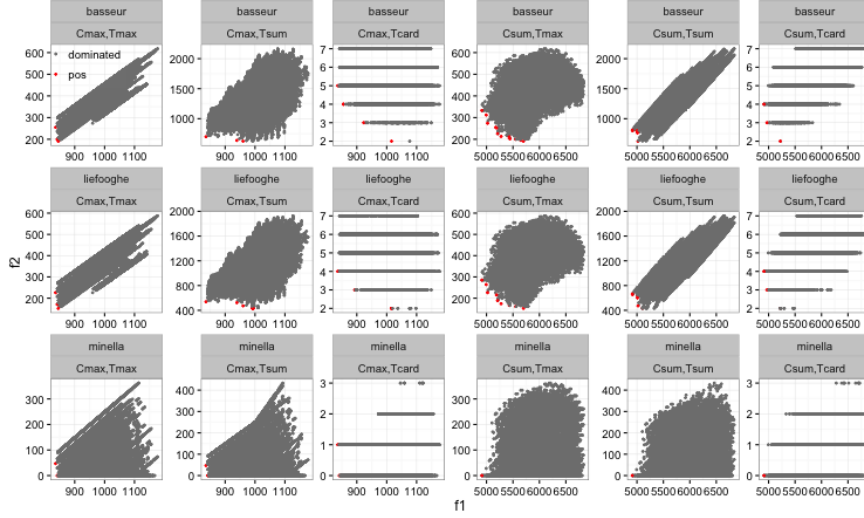 basseur basseur basseur basseur basseur basseur
Cmax,Tmax Cmax,Tsum Cmax,Tcard Csum,Tmax Csum,Tsum Csum,Tcard
600 500 400 300 200
dominated
pos
2000 1500 1000
7 6 5 4 3 2
600 500 400 300 200
2000 1500 1000
7 6 5 4 3 2
900 1000 1100 900 1000 1100 900 1000 1100 5000 5500 6000 6500 5000 5500 6000 6500 5000 5500 6000 6500
liefooghe liefooghe liefooghe liefooghe liefooghe liefooghe
Cmax,Tmax Cmax,Tsum Cmax,Tcard Csum,Tmax Csum,Tsum Csum,Tcard
f2
600 500 400 300 200
2000 1600 1200 800 400
7 6 5 4 3 2
600 500 400 300 200
2000 1600 1200 800 400
7 6 5 4 3 2
900 1000 1100 900 1000 1100 900 1000 1100 5000 5500 6000 6500 5000 5500 6000 6500 5000 5500 6000 6500
minella minella minella minella minella minella
Cmax,Tmax Cmax,Tsum Cmax,Tcard Csum,Tmax Csum,Tsum Csum,Tcard
300 200 100 0
400 300 200 100 0
3 2 1 0
300 200 100 0
400 300 200 100 0
3 2 1 0
900 1000 1100 900 1000 1100 900 1000 1100 5000 5500 6000 6500 5000 5500 6000 6500 5000 5500 6000 6500
f1